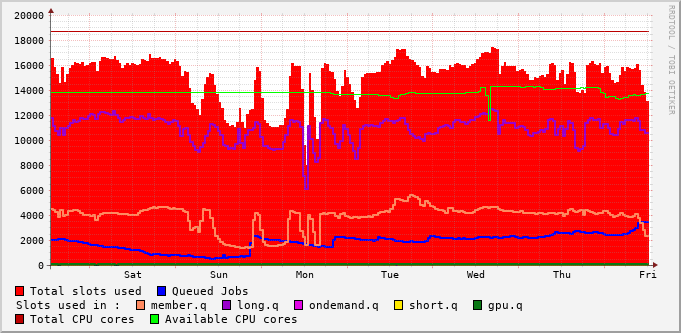 20000
18000
16000
14000
12000
10000
8000
6000
4000
2000
0
Sat Sun Mon Tue Wed Thu Fri
Total slots used Queued Jobs
Slots used in : member.q long.q ondemand.q short.q gpu.q
Total CPU cores Available CPU cores
RRDTOOL / TOBI OETIKER